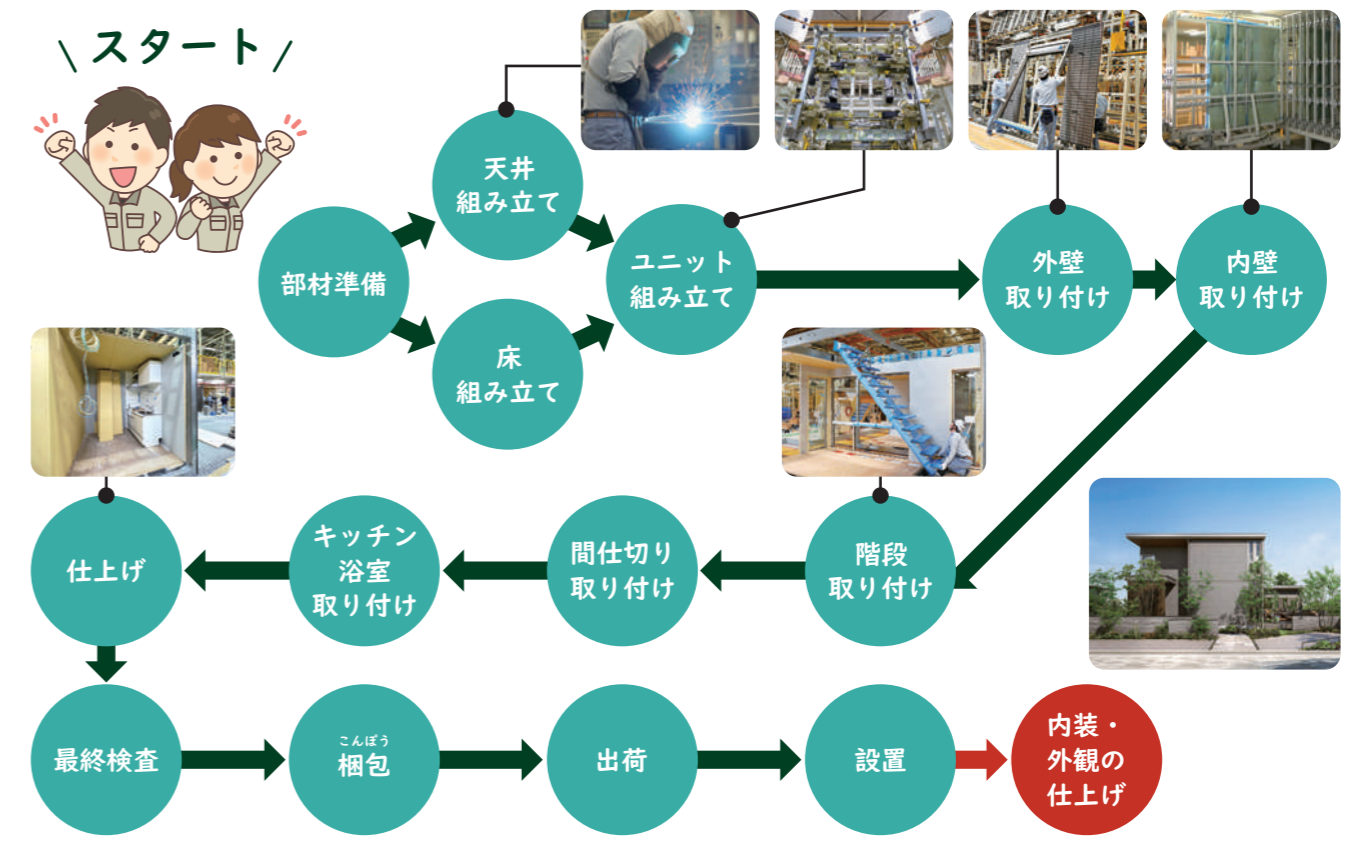 スタート
部材準備
天井
組み立て
床
組み立て
ユニット
組み立て
外壁
取り付け
内壁
取り付け
階段
取り付け
間仕切り
取り付け
キッチン
浴室
取り付け
仕上げ
最終検査
こんぽう
梱包
出荷
設置
内装・
外観の
仕上げ